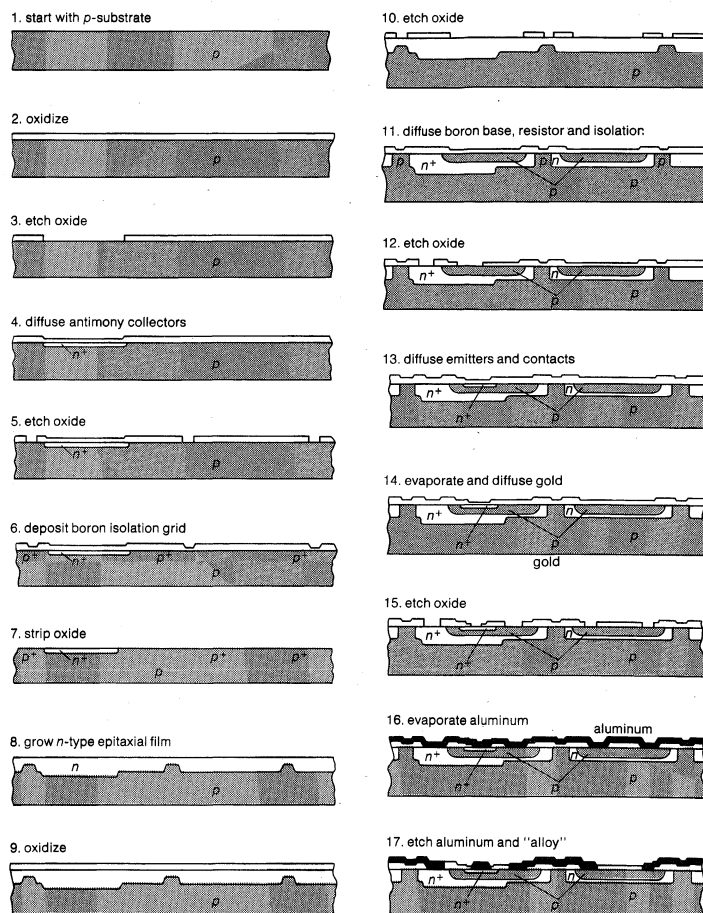 1. start with p-substrate
p
2. oxidize
p
3. etch oxide
p
4. diffuse antimony collectors
n+
p
5. etch oxide
n+
p
6. deposit boron isolation grid
p+ n+ p+ p+
p
7. strip oxide
p+ n+ p+ p+
p
8. grow n-type epitaxial film
n
p
9. oxidize
p
10. etch oxide
p
11. diffuse boron base, resistor and isolation
p n+ p n p
p p
12. etch oxide
n+ n
p p
13. diffuse emitters and contacts
n+ n
n+ p p
14. evaporate and diffuse gold
n+ n
n+ p p
gold
15. etch oxide
n+ n
n+ p p
16. evaporate aluminum
aluminum
n+ n
n+ p p
17. etch aluminum and "alloy"
n+ n
n+ p p